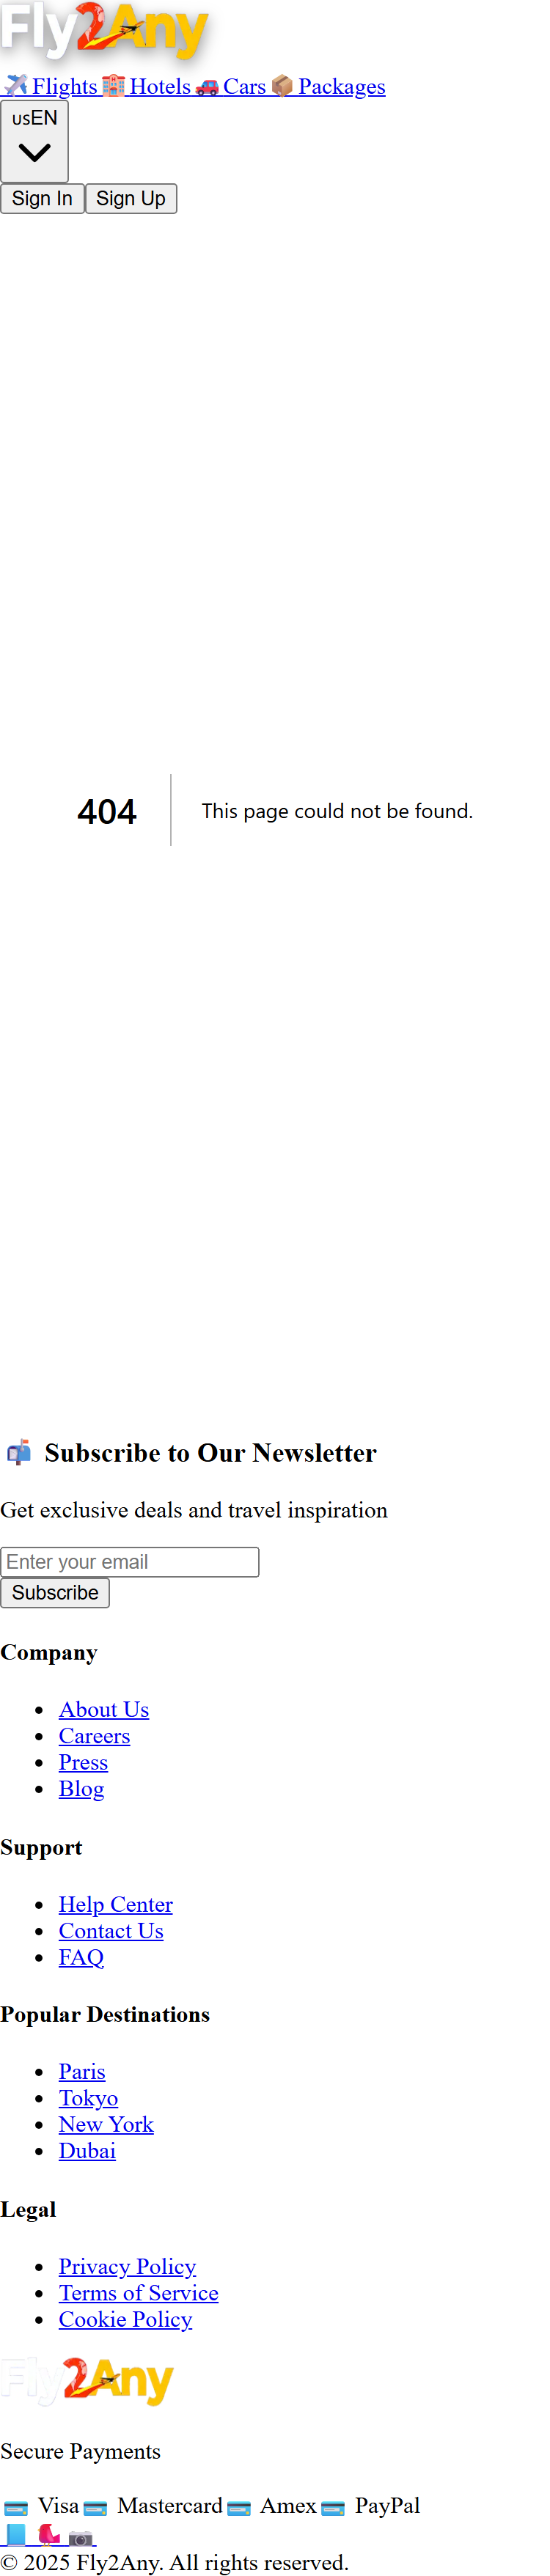 Fly2Any
✈️ Flights 🏨 Hotels 🚗 Cars 📦 Packages
USEN
Sign In Sign Up
404 This page could not be found.
📬 Subscribe to Our Newsletter
Get exclusive deals and travel inspiration
Enter your email
Subscribe
Company
• About Us
• Careers
• Press
• Blog
Support
• Help Center
• Contact Us
• FAQ
Popular Destinations
• Paris
• Tokyo
• New York
• Dubai
Legal
• Privacy Policy
• Terms of Service
• Cookie Policy
Fly2Any
Secure Payments
💳 Visa 💳 Mastercard 💳 Amex 💳 PayPal
© 2025 Fly2Any. All rights reserved.